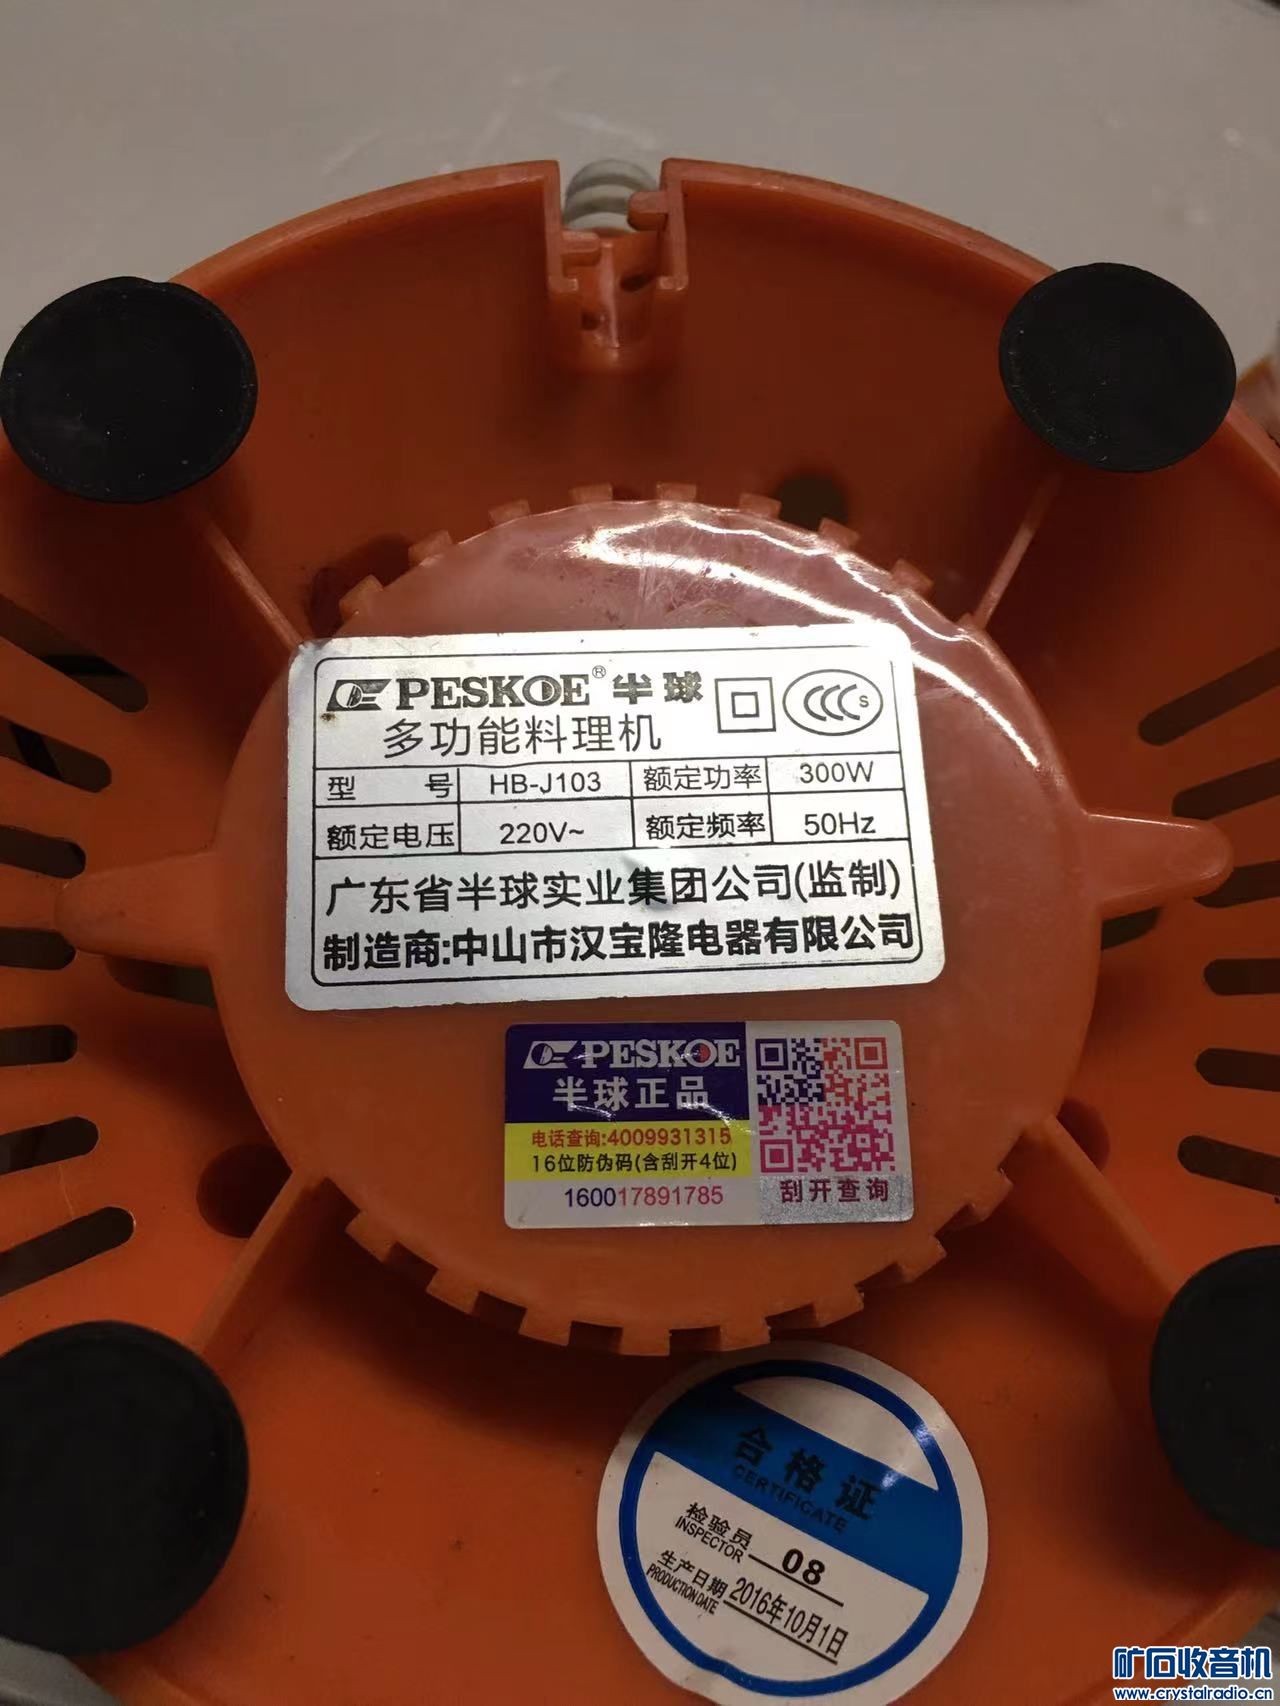 PESKOE® 半球
CCC S
多功能料理机
型 号 HB-J103 额定功率 300W
额定电压 220V~ 额定频率 50Hz
广东省半球实业集团公司(监制)
制造商:中山市汉宝隆电器有限公司
PESKOE
半球正品
电话查询:4009931315
16位防伪码(含刮开4位)
160017891785
刮开查询
合格证
CERTIFICATE
检验员 08
INSPECTOR
生产日期 2016年10月1日
PRODUCTION DATE
矿石收音机
www.crystalradio.cn